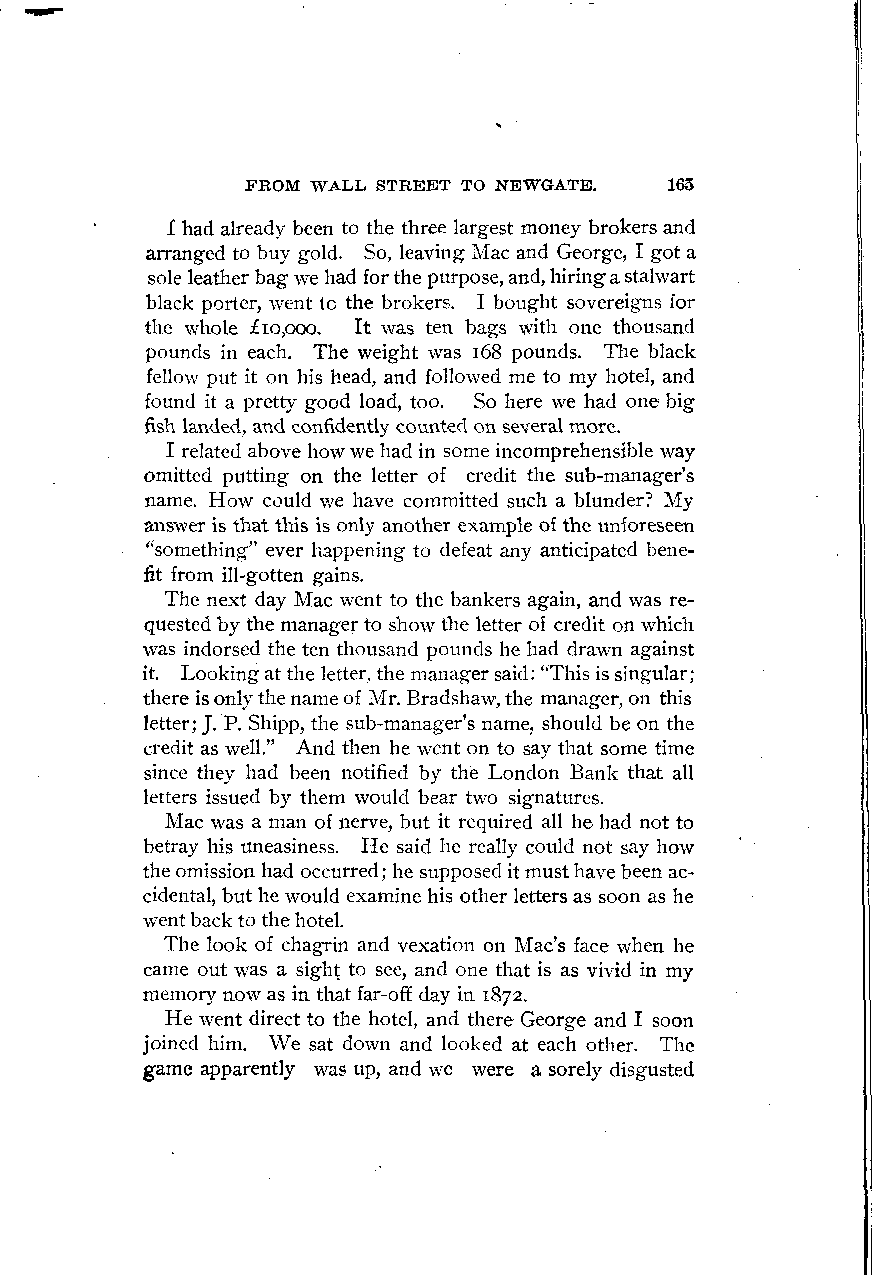 FROM WALL STREET TO NEWGATE. 163
I had already been to the three largest money brokers and
arranged to buy gold. So, leaving Mac and George, I got a
sole leather bag we had for the purpose, and, hiring a stalwart
black porter, went to the brokers. I bought sovereigns for
the whole £10,000. It was ten bags with one thousand
pounds in each. The weight was 168 pounds. The black
fellow put it on his head, and followed me to my hotel, and
found it a pretty good load, too. So here we had one big
fish landed, and confidently counted on several more.
I related above how we had in some incomprehensible way
omitted putting on the letter of credit the sub-manager's
name. How could we have committed such a blunder? My
answer is that this is only another example of the unforeseen
"something" ever happening to defeat any anticipated bene-
fit from ill-gotten gains.
The next day Mac went to the bankers again, and was re-
quested by the manager to show the letter of credit on which
was indorsed the ten thousand pounds he had drawn against
it. Looking at the letter, the manager said: "This is singular;
there is only the name of Mr. Bradshaw, the manager, on this
letter; J. P. Shipp, the sub-manager's name, should be on the
credit as well." And then he went on to say that some time
since they had been notified by the London Bank that all
letters issued by them would bear two signatures.
Mac was a man of nerve, but it required all he had not to
betray his uneasiness. He said he really could not say how
the omission had occurred; he supposed it must have been ac-
cidental, but he would examine his other letters as soon as he
went back to the hotel.
The look of chagrin and vexation on Mac's face when he
came out was a sight to see, and one that is as vivid in my
memory now as in that far-off day in 1872.
He went direct to the hotel, and there George and I soon
joined him. We sat down and looked at each other. The
game apparently was up, and we were a sorely disgusted